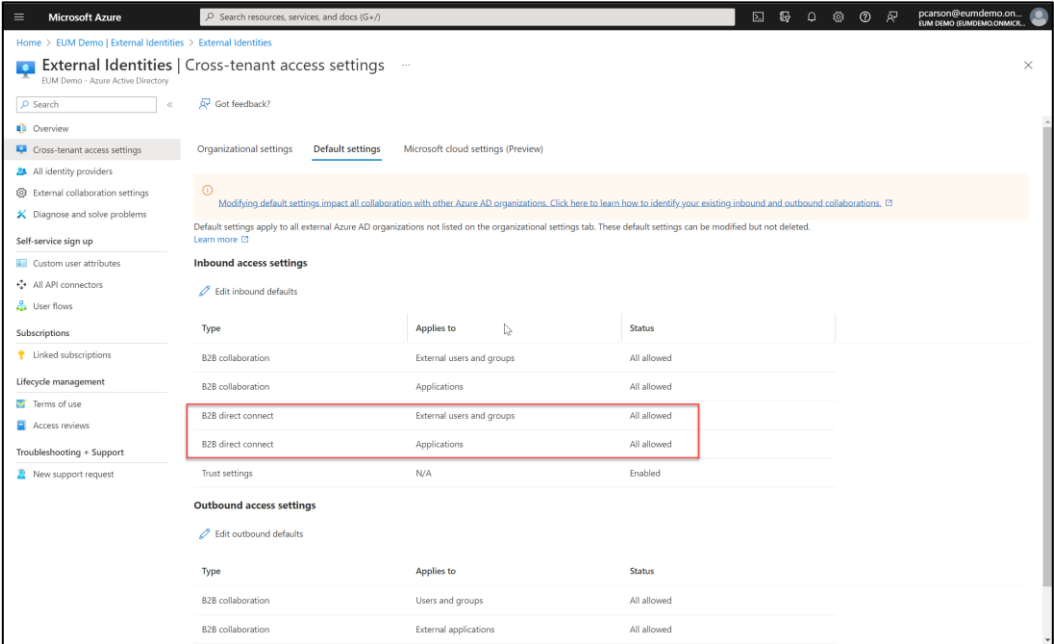 Microsoft Azure
Search resources, services, and docs (G+/)
pcarson@eumdemo.on...
EUM DEMO (EUMDEMO.ONMICR...
Home > EUM Demo | External Identities > External Identities
External Identities | Cross-tenant access settings ...
EUM Demo - Azure Active Directory
Search
«
Got feedback?
Overview
Cross-tenant access settings
All identity providers
External collaboration settings
Diagnose and solve problems
Self-service sign up
Custom user attributes
All API connectors
User flows
Subscriptions
Linked subscriptions
Lifecycle management
Terms of use
Access reviews
Troubleshooting + Support
New support request
Organizational settings Default settings Microsoft cloud settings (Preview)
Modifying default settings impact all collaboration with other Azure AD organizations. Click here to learn how to identify your existing inbound and outbound collaborations.
Default settings apply to all external Azure AD organizations not listed on the organizational settings tab. These default settings can be modified but not deleted.
Learn more
Inbound access settings
Edit inbound defaults
Type Applies to Status
B2B collaboration External users and groups All allowed
B2B collaboration Applications All allowed
B2B direct connect External users and groups All allowed
B2B direct connect Applications All allowed
Trust settings N/A Enabled
Outbound access settings
Edit outbound defaults
Type Applies to Status
B2B collaboration Users and groups All allowed
B2B collaboration External applications All allowed